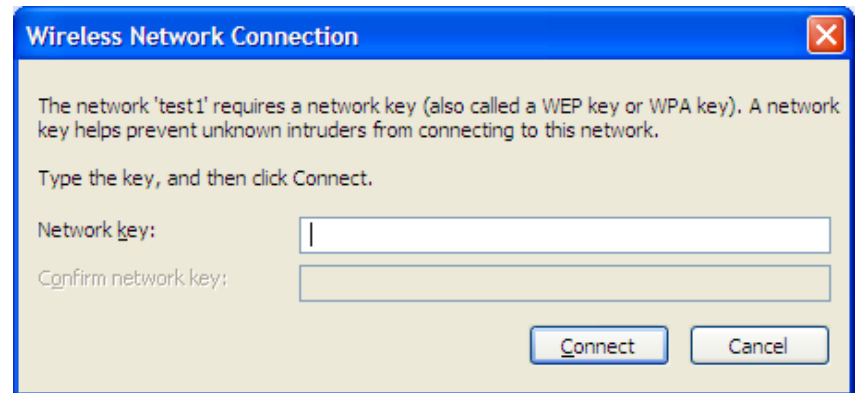 Wireless Network Connection
The network 'test1' requires a network key (also called a WEP key or WPA key). A network
key helps prevent unknown intruders from connecting to this network.
Type the key, and then click Connect.
Network key:
Confirm network key:
Connect Cancel